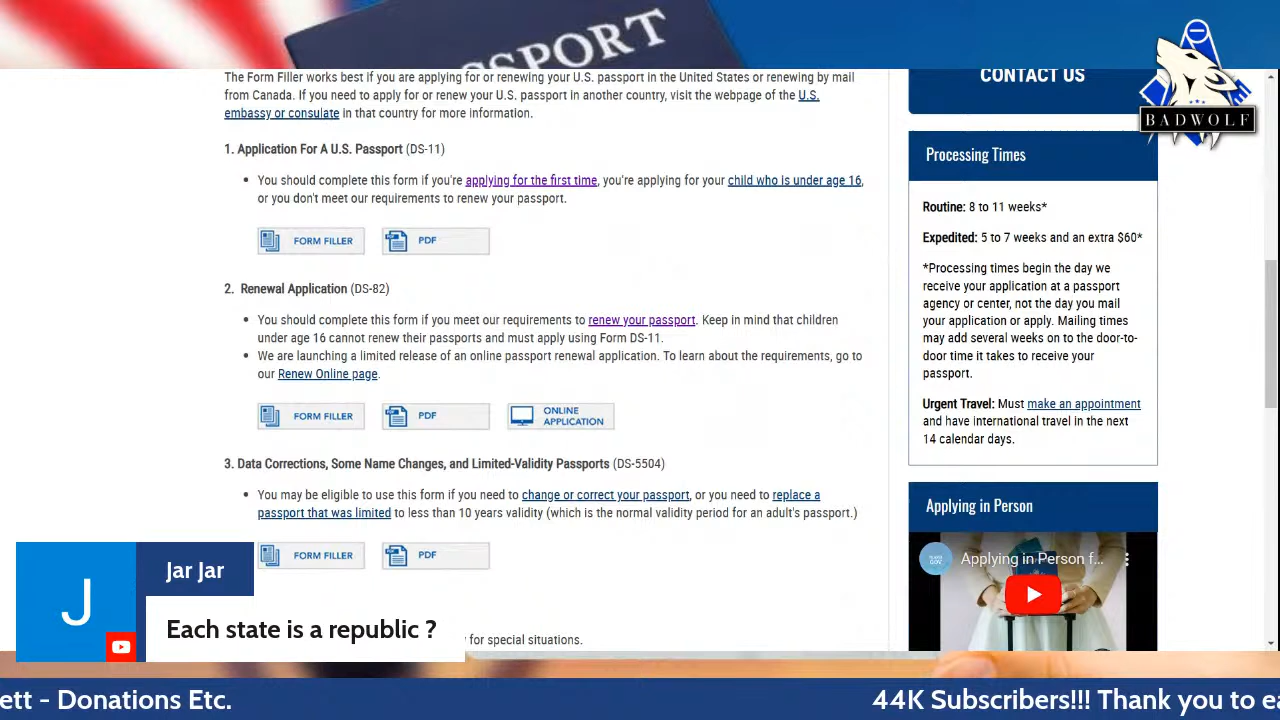 SSPORT
The Form Filler works best if you are applying for or renewing your U.S. passport in the United States or renewing by mail
from Canada. If you need to apply for or renew your U.S. passport in another country, visit the webpage of the U.S.
embassy or consulate in that country for more information.
1. Application For A U.S. Passport (DS-11)
• You should complete this form if you're applying for the first time, you're applying for your child who is under age 16,
or you don't meet our requirements to renew your passport.
FORM FILLER
PDF
2. Renewal Application (DS-82)
• You should complete this form if you meet our requirements to renew your passport. Keep in mind that children
under age 16 cannot renew their passports and must apply using Form DS-11.
• We are launching a limited release of an online passport renewal application. To learn about the requirements, go to
our Renew Online page.
FORM FILLER
PDF
ONLINE
APPLICATION
3. Data Corrections, Some Name Changes, and Limited-Validity Passports (DS-5504)
• You may be eligible to use this form if you need to change or correct your passport, or you need to replace a
passport that was limited to less than 10 years validity (which is the normal validity period for an adult's passport.)
FORM FILLER
PDF
for special situations.
CONTACT US
BADWOLF
Processing Times
Routine: 8 to 11 weeks*
Expedited: 5 to 7 weeks and an extra $60*
*Processing times begin the day we
receive your application at a passport
agency or center, not the day you mail
your application or apply. Mailing times
may add several weeks on to the door-to-
door time it takes to receive your
passport.
Urgent Travel: Must make an appointment
and have international travel in the next
14 calendar days.
Applying in Person
Applying in Person f...
J
Jar Jar
Each state is a republic ?
ett - Donations Etc.
44K Subscribers!!! Thank you to ea